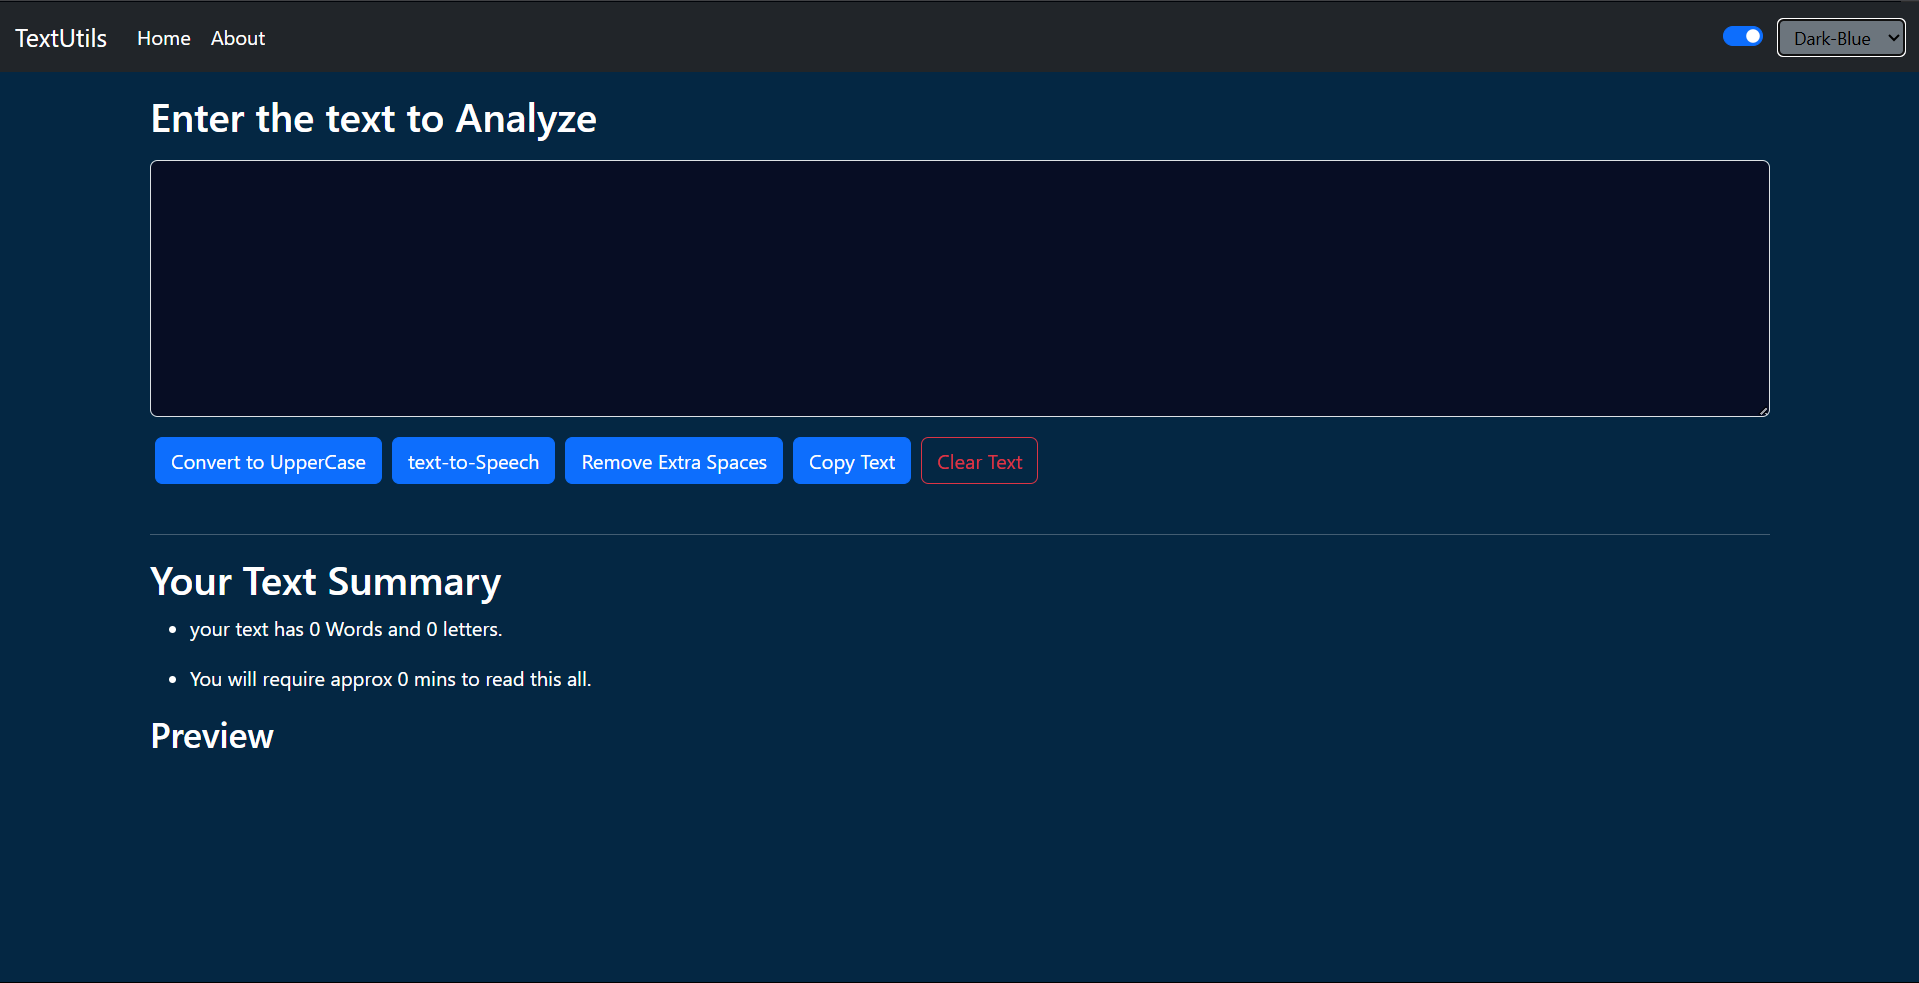 TextUtils Home About Dark-Blue
Enter the text to Analyze
Convert to UpperCase text-to-Speech Remove Extra Spaces Copy Text Clear Text
Your Text Summary
your text has 0 Words and 0 letters.
You will require approx 0 mins to read this all.
Preview